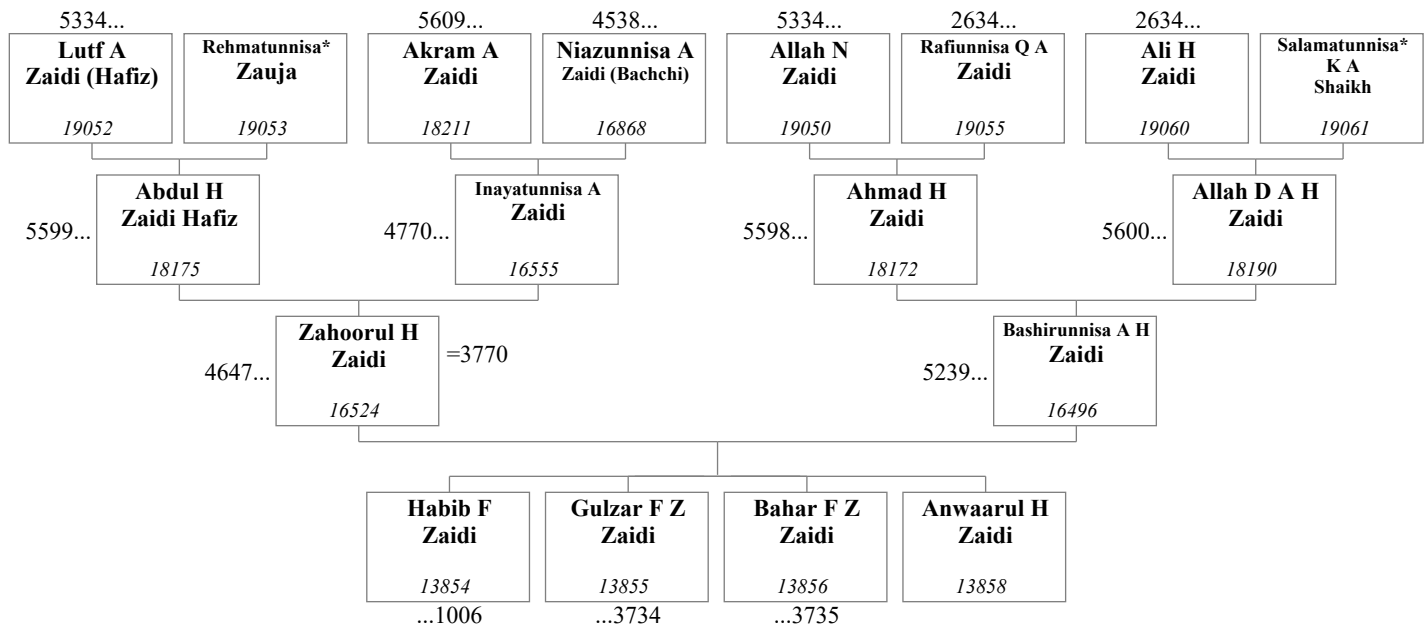 5334...
5609...
4538...
5334...
2634...
2634...
Lutf A
Zaidi (Hafiz)
19052
Rehmatunnisa*
Zauja
19053
Akram A
Zaidi
18211
Niazunnisa A
Zaidi (Bachchi)
16868
Allah N
Zaidi
19050
Rafiunnisa Q A
Zaidi
19055
Ali H
Zaidi
19060
Salamatunnisa*
K A
Shaikh
19061
5599...
Abdul H
Zaidi Hafiz
18175
4770...
Inayatunnisa A
Zaidi
16555
5598...
Ahmad H
Zaidi
18172
5600...
Allah D A H
Zaidi
18190
4647...
Zahoorul H
Zaidi
16524
=3770
5239...
Bashirunnisa A H
Zaidi
16496
Habib F
Zaidi
13854
...1006
Gulzar F Z
Zaidi
13855
...3734
Bahar F Z
Zaidi
13856
...3735
Anwaarul H
Zaidi
13858